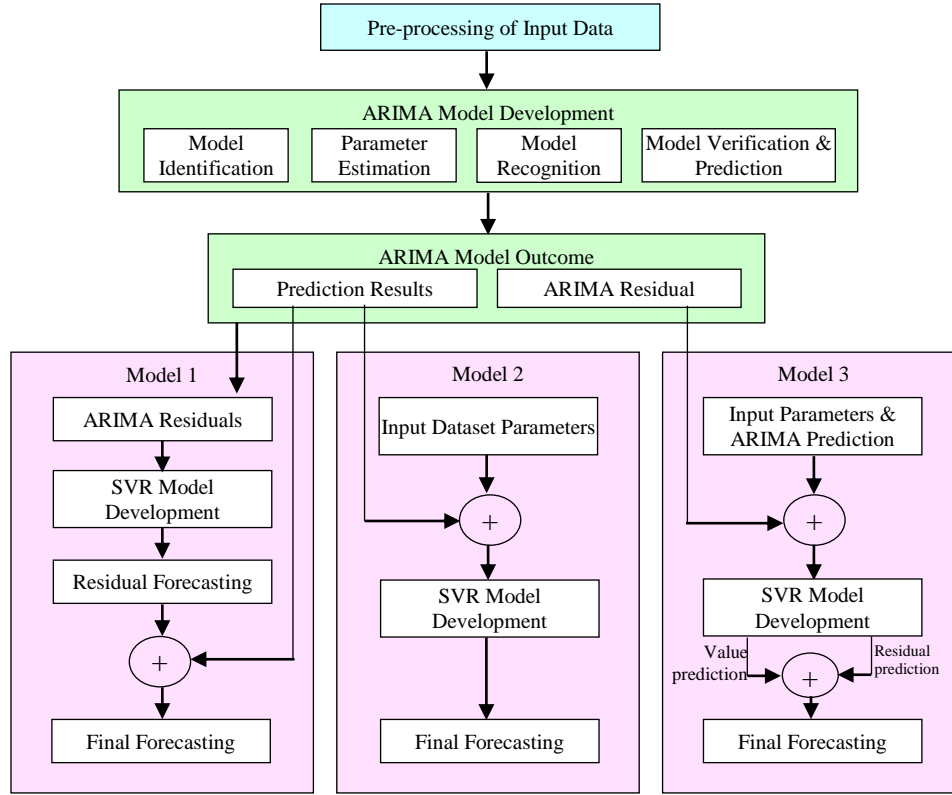 Pre-processing of Input Data
ARIMA Model Development
Model
Identification
Parameter
Estimation
Model
Recognition
Model Verification &
Prediction
ARIMA Model Outcome
Prediction Results
ARIMA Residual
Model 1
ARIMA Residuals
SVR Model
Development
Residual Forecasting
+
Final Forecasting
Model 2
Input Dataset Parameters
+
SVR Model
Development
Final Forecasting
Model 3
Input Parameters &
ARIMA Prediction
+
SVR Model
Development
Value
prediction
Residual
prediction
+
Final Forecasting